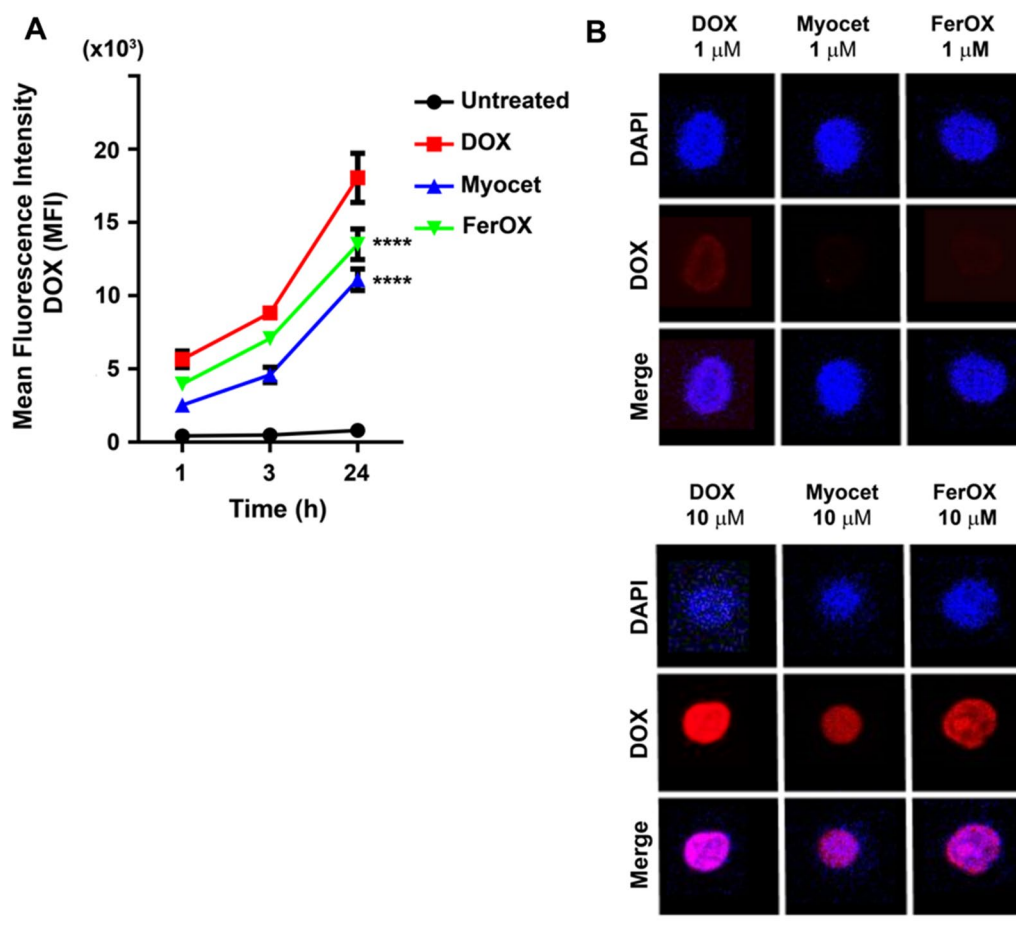 A
(x10³)
Mean Fluorescence Intensity
DOX (MFI)
20
15
10
5
0
1 3 24
Time (h)
Untreated
DOX
Myocet
FerOX
****
****
B
DOX Myocet FerOX
1 μM 1 μM 1 μM
DAPI
DOX
Merge
DOX Myocet FerOX
10 μM 10 μM 10 μM
DAPI
DOX
Merge